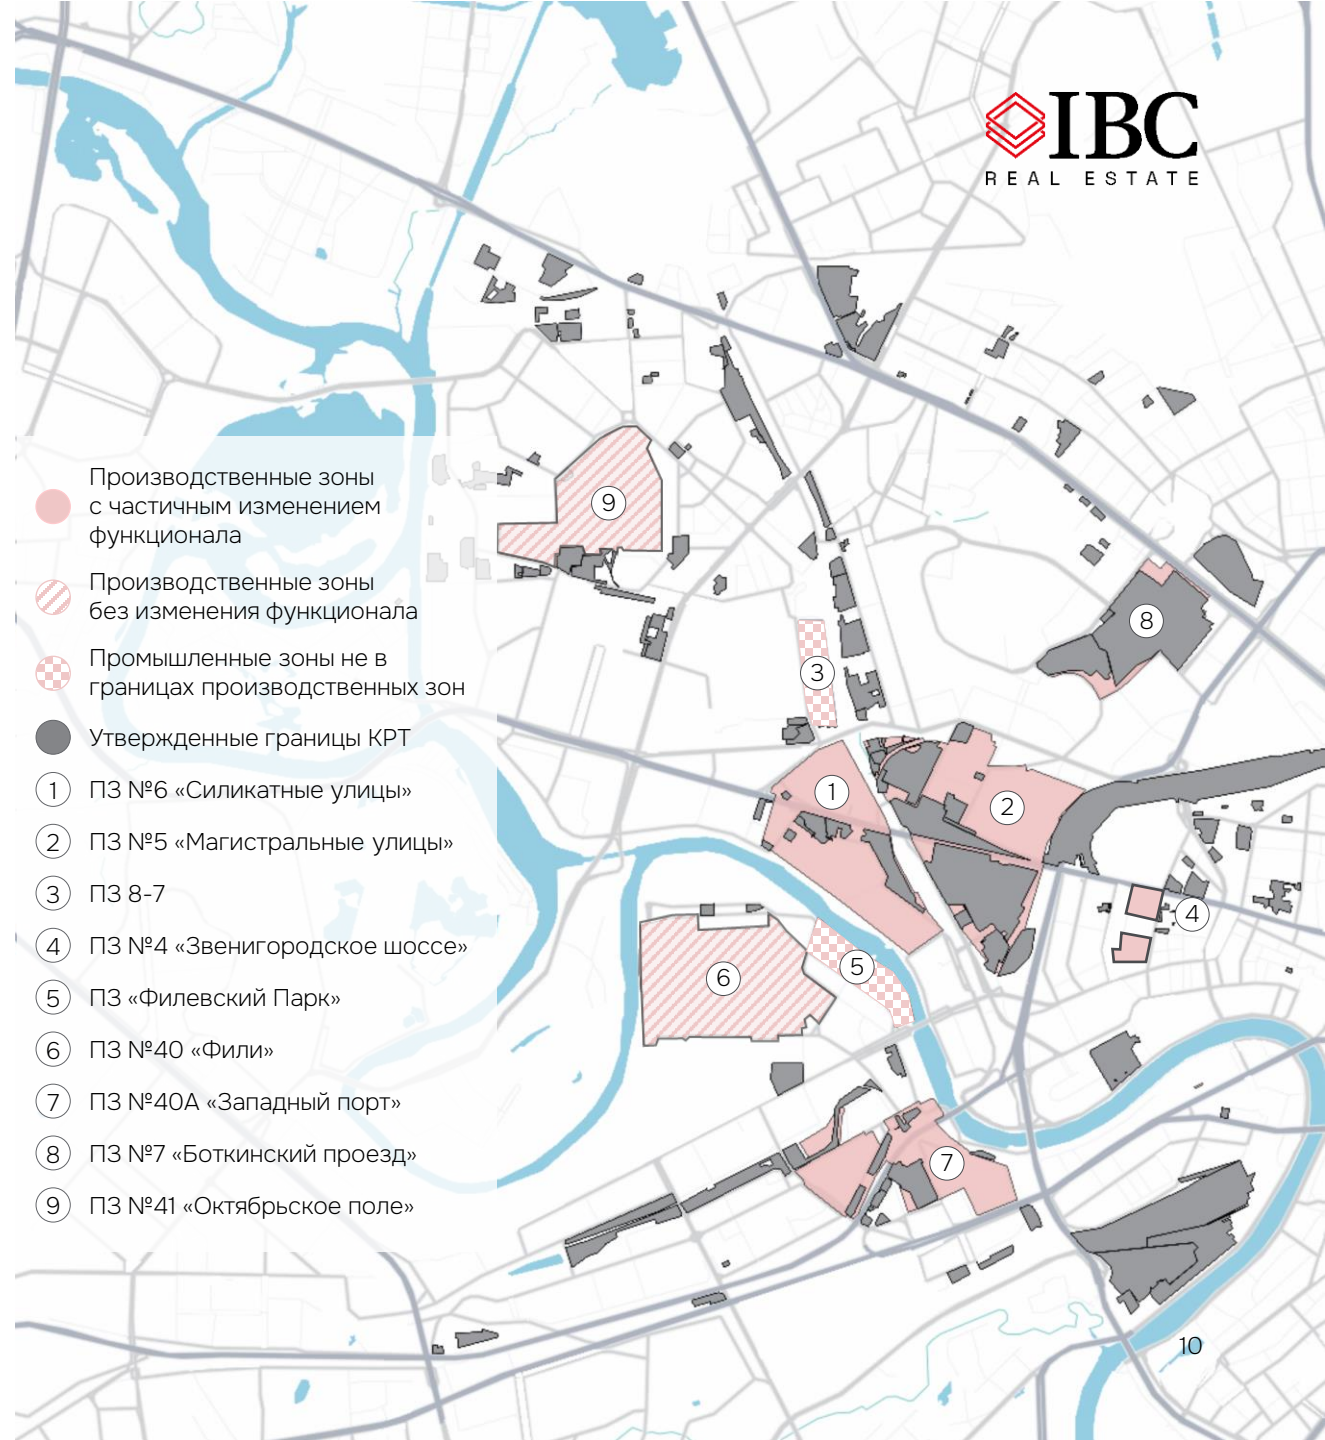 IBC
REAL ESTATE
Производственные зоны
с частичным изменением
функционала
Производственные зоны
без изменения функционала
Промышленные зоны не в
границах производственных зон
Утвержденные границы КРТ
1 ПЗ №6 «Силикатные улицы»
2 ПЗ №5 «Магистральные улицы»
3 ПЗ 8-7
4 ПЗ №4 «Звенигородское шоссе»
5 ПЗ «Филевский Парк»
6 ПЗ №40 «Фили»
7 ПЗ №40А «Западный порт»
8 ПЗ №7 «Боткинский проезд»
9 ПЗ №41 «Октябрьское поле»
9
8
3
1
2
4
5
6
7
10